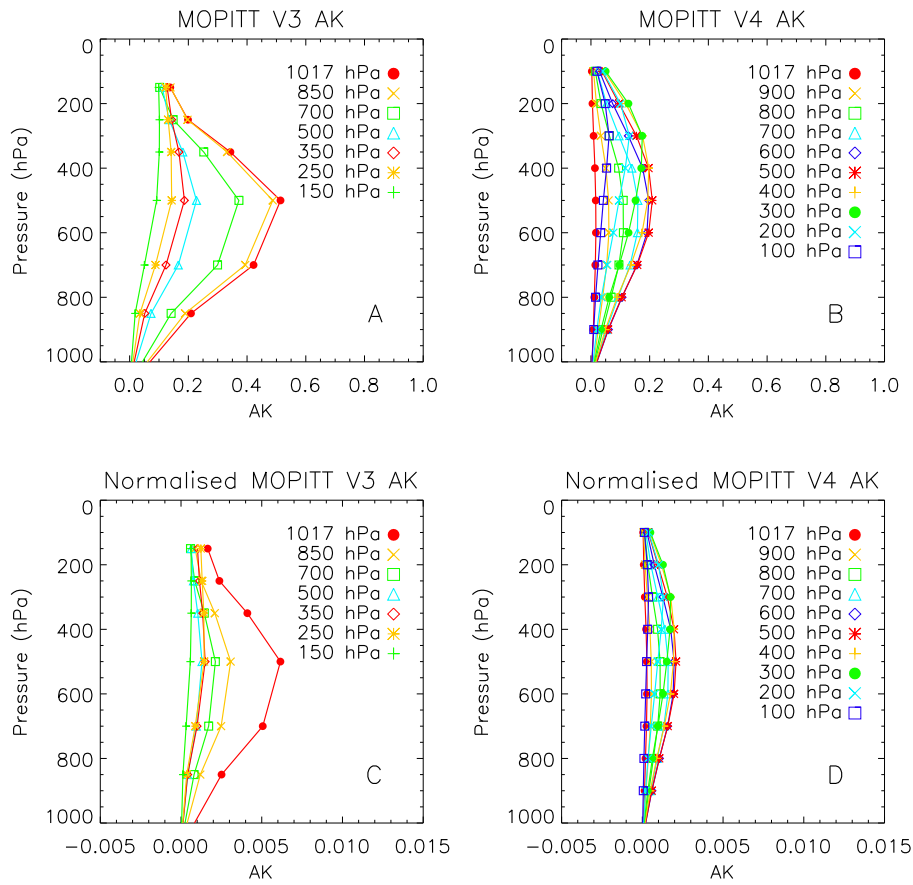 MOPITT V3 AK
0
200
400
600
800
1000
Pressure (hPa)
1017 hPa
850 hPa
700 hPa
500 hPa
350 hPa
250 hPa
150 hPa
A
0.0 0.2 0.4 0.6 0.8 1.0
AK
MOPITT V4 AK
0
200
400
600
800
1000
Pressure (hPa)
1017 hPa
900 hPa
800 hPa
700 hPa
600 hPa
500 hPa
400 hPa
300 hPa
200 hPa
100 hPa
B
0.0 0.2 0.4 0.6 0.8 1.0
AK
Normalised MOPITT V3 AK
0
200
400
600
800
1000
Pressure (hPa)
1017 hPa
850 hPa
700 hPa
500 hPa
350 hPa
250 hPa
150 hPa
C
-0.005 0.000 0.005 0.010 0.015
AK
Normalised MOPITT V4 AK
0
200
400
600
800
1000
Pressure (hPa)
1017 hPa
900 hPa
800 hPa
700 hPa
600 hPa
500 hPa
400 hPa
300 hPa
200 hPa
100 hPa
D
-0.005 0.000 0.005 0.010 0.015
AK